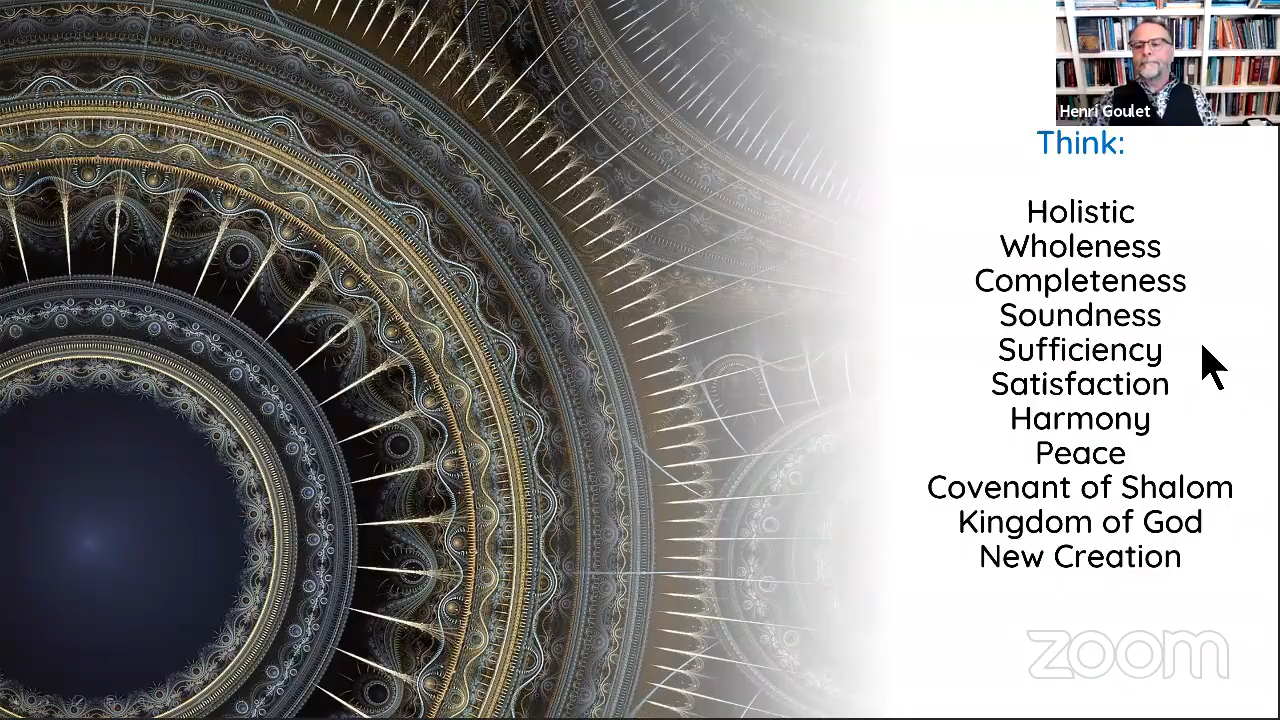 Henri Goulet
Think:
Holistic
Wholeness
Completeness
Soundness
Sufficiency
Satisfaction
Harmony
Peace
Covenant of Shalom
Kingdom of God
New Creation
zoom